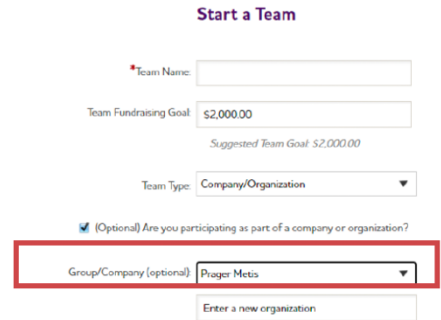 Start a Team
*Team Name:
Team Fundraising Goal: $2,000.00
Suggested Team Goal: $2,000.00
Team Type: Company/Organization
(Optional) Are you participating as part of a company or organization?
Group/Company (optional): Prager Metis
Enter a new organization